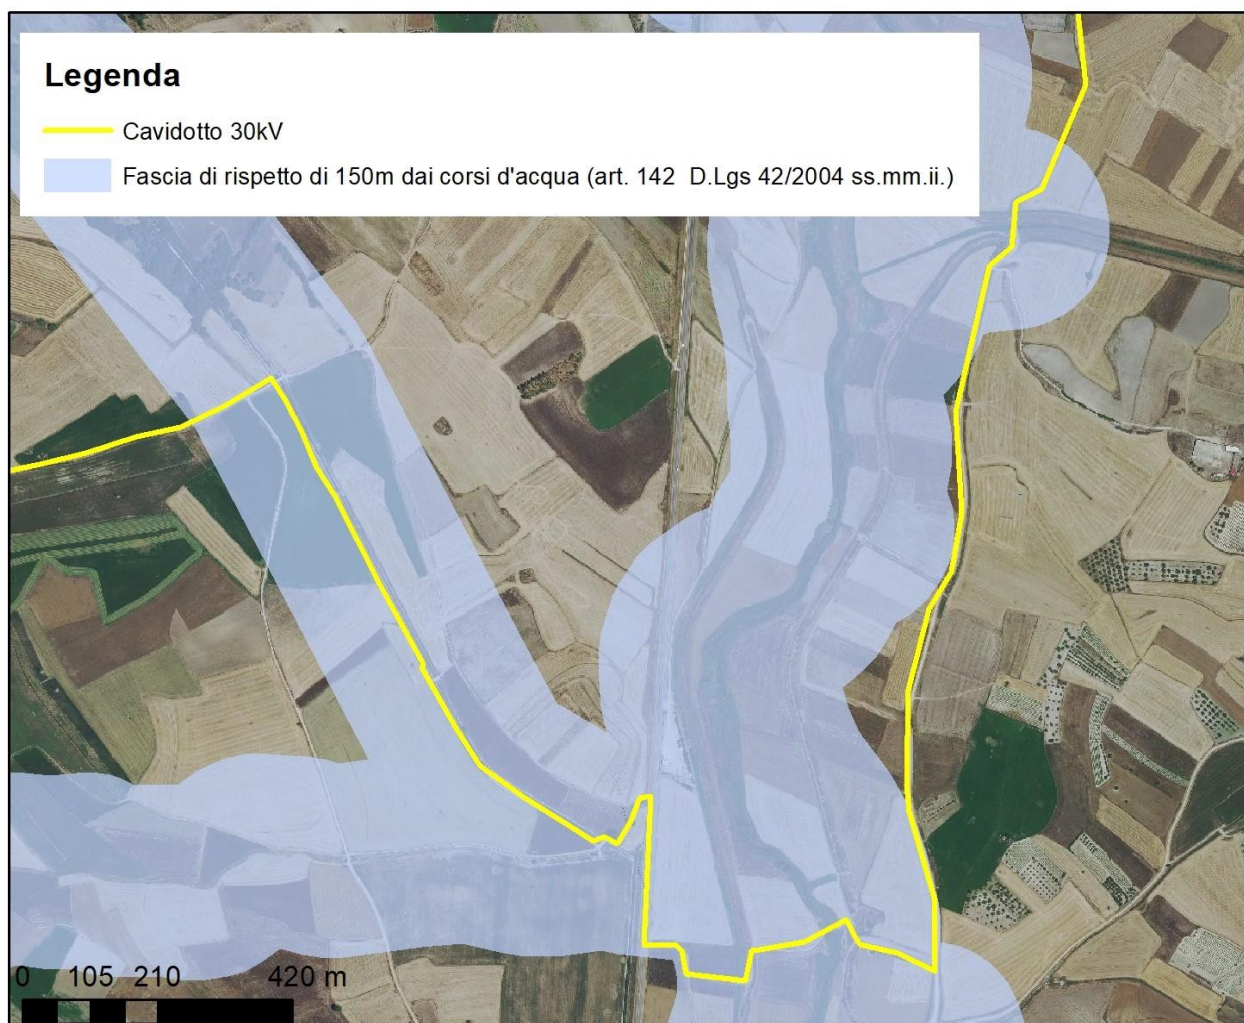 Legenda
Cavidotto 30kV
Fascia di rispetto di 150m dai corsi d'acqua (art. 142 D.Lgs 42/2004 ss.mm.ii.)
0 105 210 420 m